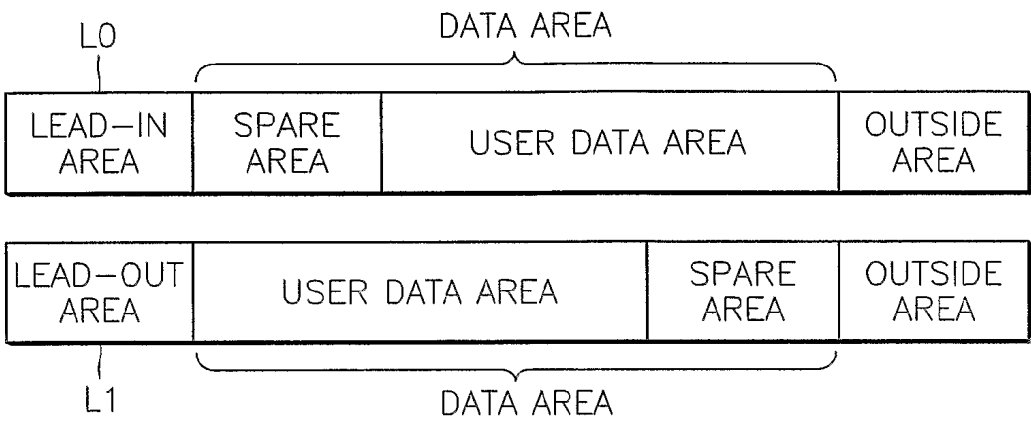 DATA AREA
L0
LEAD-IN
AREA
SPARE
AREA
USER DATA AREA
OUTSIDE
AREA
LEAD-OUT
AREA
USER DATA AREA
SPARE
AREA
OUTSIDE
AREA
L1
DATA AREA